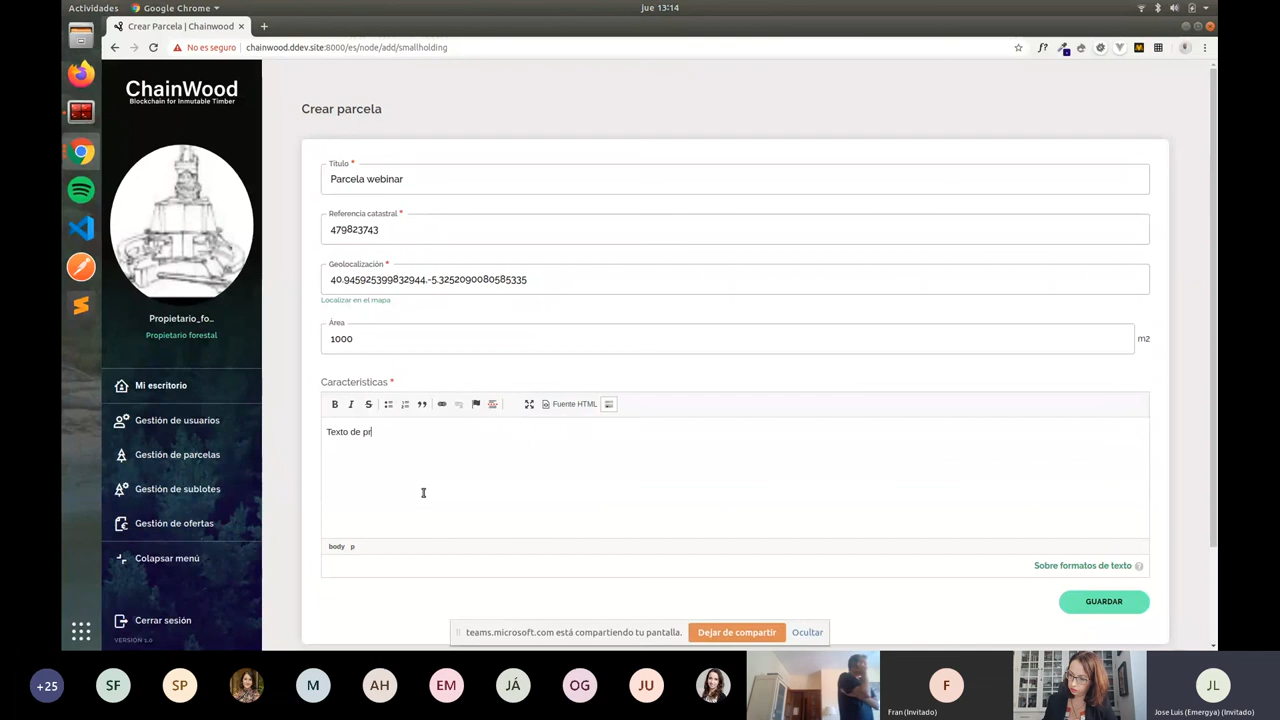 Actividades
Google Chrome
jue 13:14
Crear Parcela | Chainwood
No es seguro
chainwood.ddev.site:8000/es/node/add/smallholding
f?
ChainWood
Blockchain for Inmutable Timber
Propietario_fo...
Propietario forestal
Mi escritorio
Gestión de usuarios
Gestión de parcelas
Gestión de sublotes
Gestión de ofertas
Colapsar menú
Cerrar sesión
VERSIÓN 1.0
Crear parcela
Título *
Parcela webinar
Referencia catastral *
479823743
Geolocalización *
40.945925399832944,-5.3252090080585335
Localizar en el mapa
Área
1000
m2
Características *
B I S
Fuente HTML
Texto de pr
body p
Sobre formatos de texto ?
GUARDAR
teams.microsoft.com está compartiendo tu pantalla.
Dejar de compartir
Ocultar
+25
SF
SP
M
AH
EM
JÁ
OG
JU
F
Fran (Invitado)
JL
Jose Luis (Emergya) (Invitado)